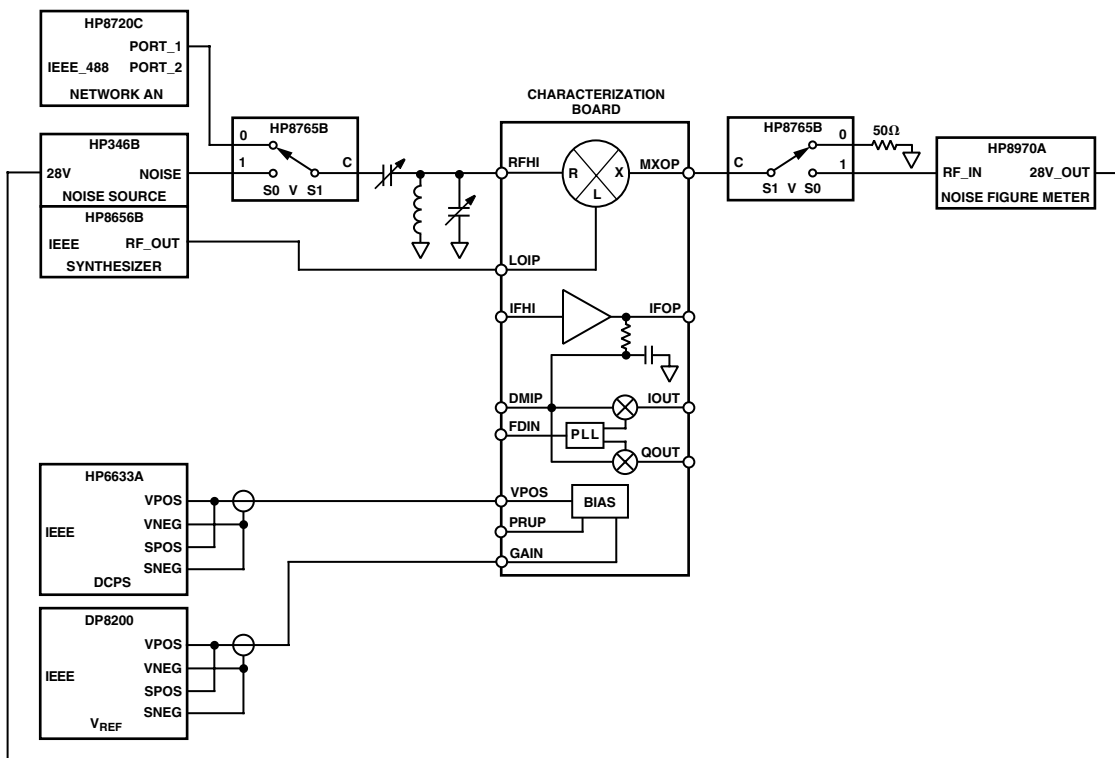 HP8720C
PORT_1
IEEE_488 PORT_2
NETWORK AN
HP346B
28V NOISE
NOISE SOURCE
HP8656B
IEEE RF_OUT
SYNTHESIZER
HP8765B
0
1
C
S0 V S1
CHARACTERIZATION
BOARD
RFHI
R X
L
MXOP
LOIP
IFHI
IFOP
DMIP
IOUT
FDIN
PLL
QOUT
VPOS
BIAS
PRUP
GAIN
HP8765B
0
C
1
S1 V S0
50Ω
HP8970A
RF_IN 28V_OUT
NOISE FIGURE METER
HP6633A
VPOS
VNEG
IEEE
SPOS
SNEG
DCPS
DP8200
VPOS
VNEG
IEEE
SPOS
SNEG
VREF